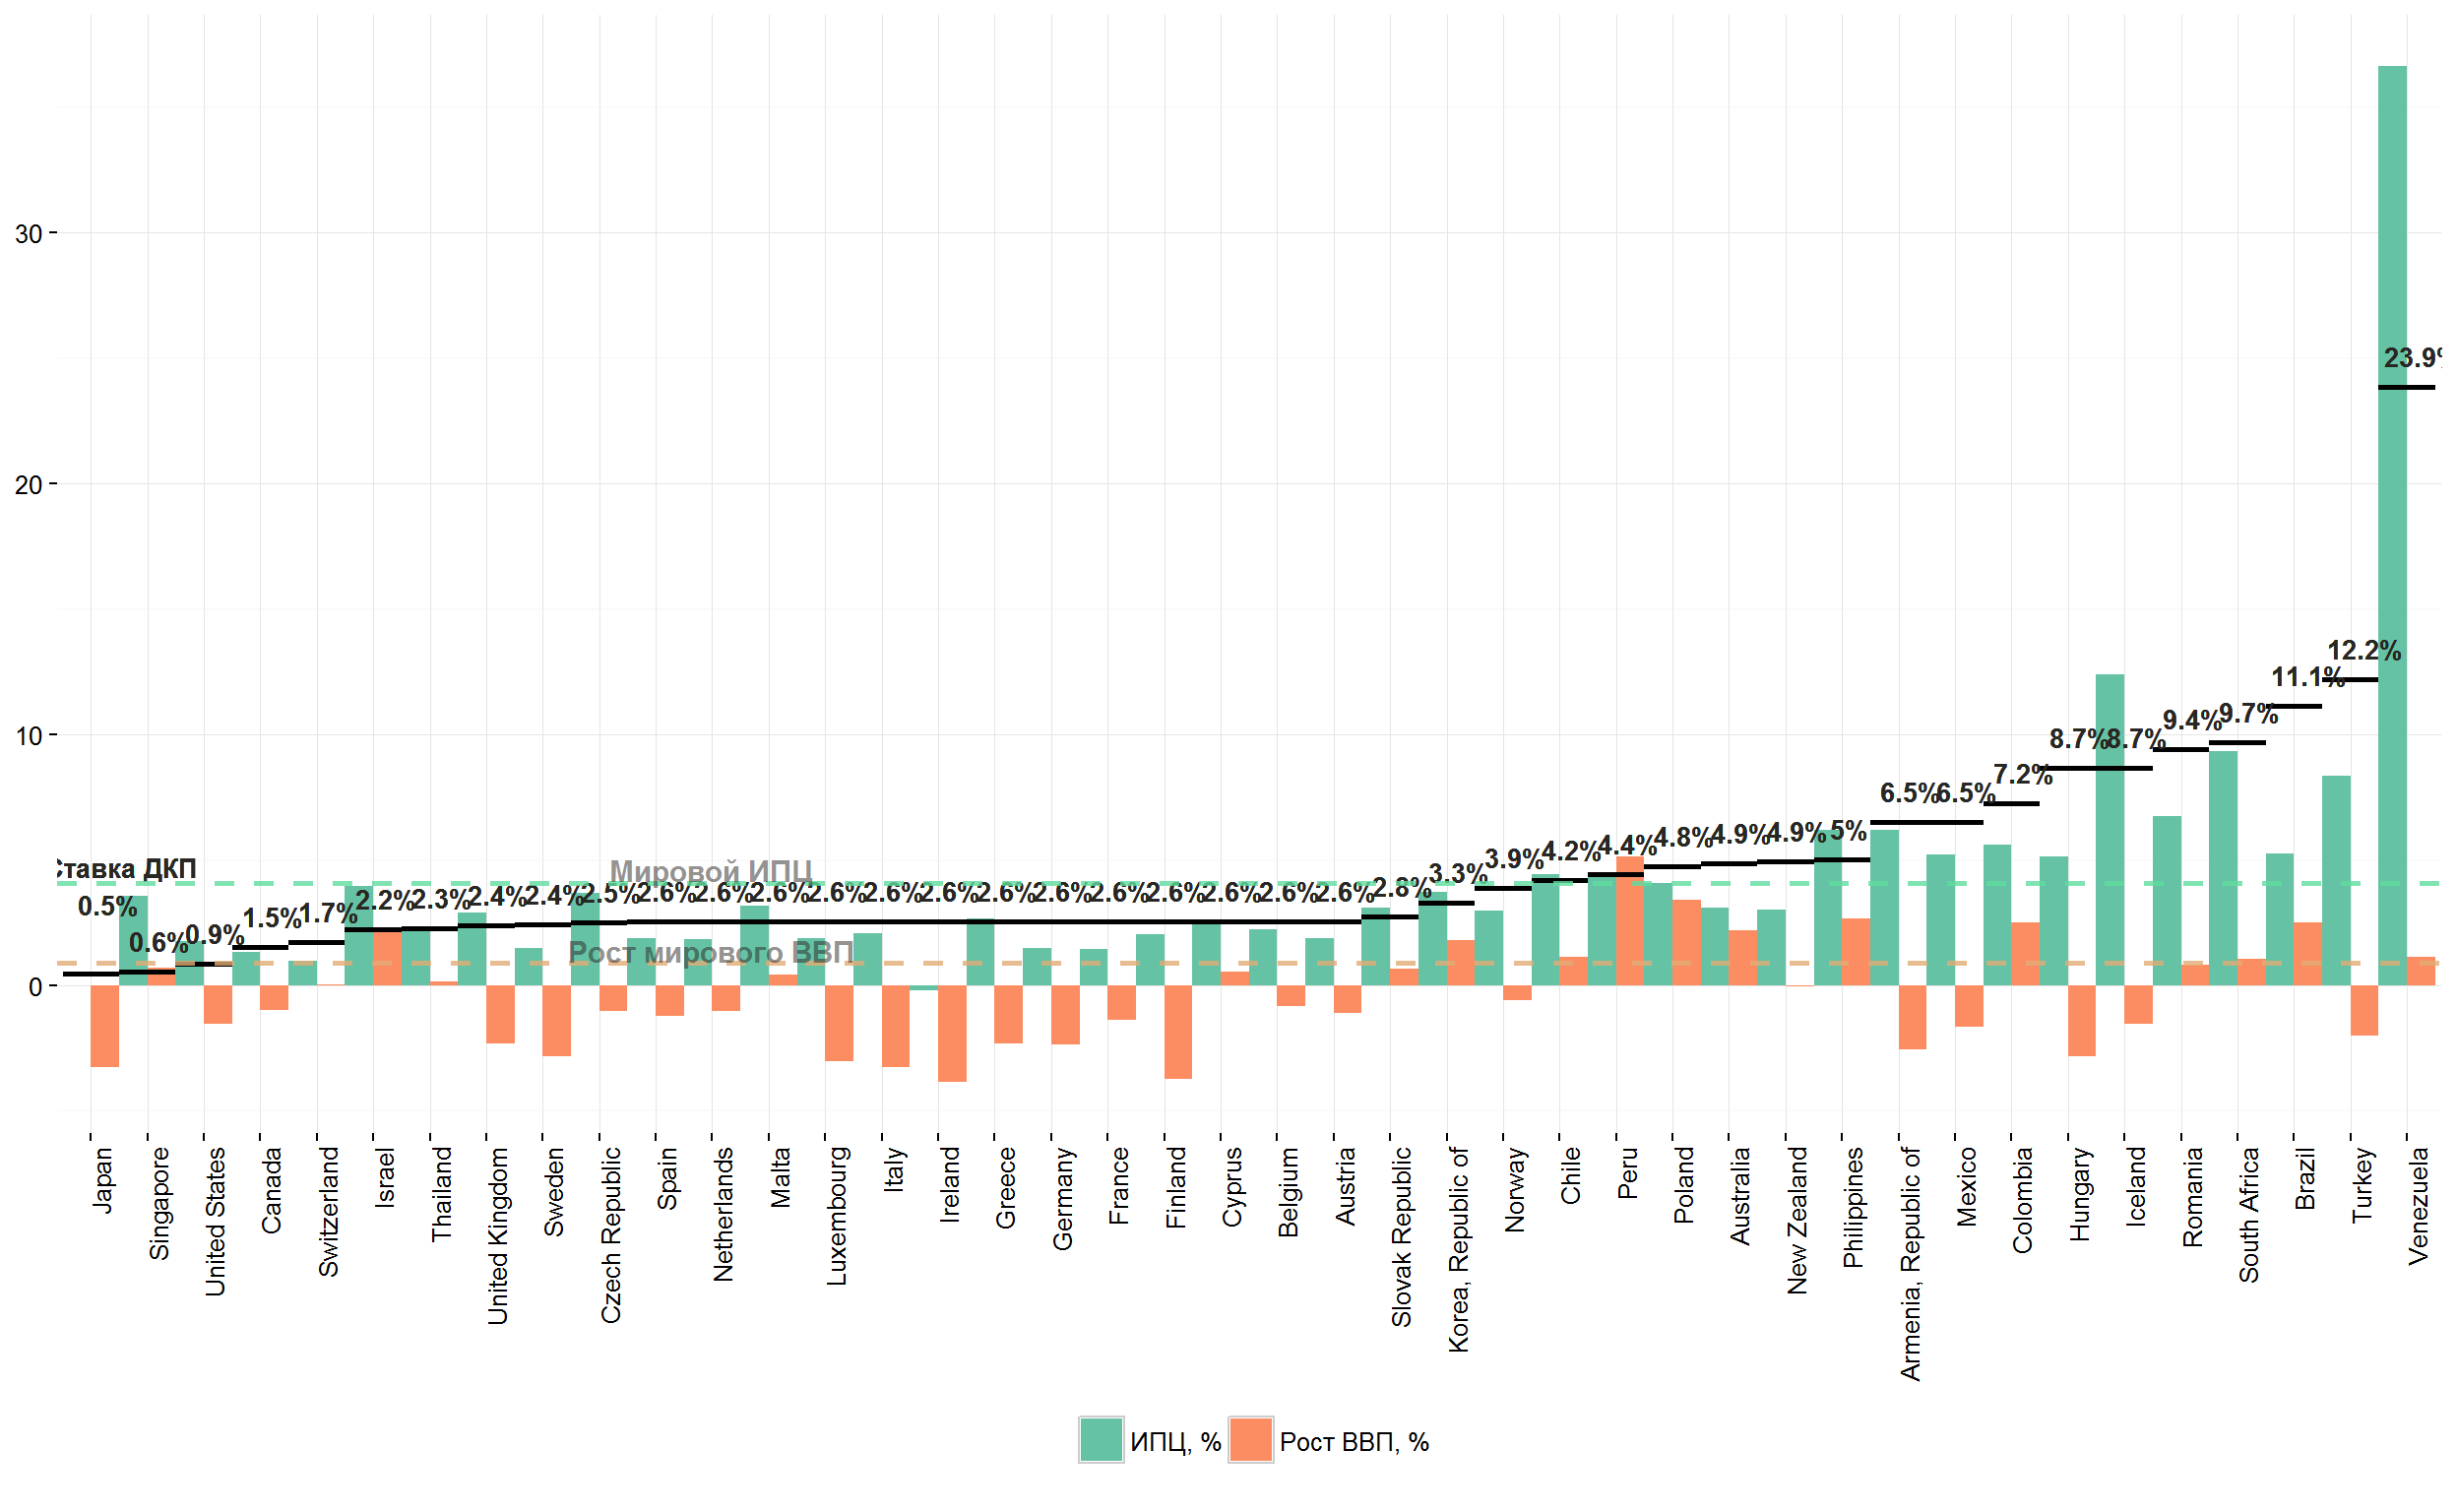 30
20
10
0
Ставка ДКП
Мировой ИПЦ
Рост мирового ВВП
0.5%
0.6%
0.9%
1.5%
1.7%
2.2%
2.3%
2.4%
2.4%
2.5%
2.6%
2.6%
2.6%
2.6%
2.6%
2.6%
2.6%
2.6%
2.6%
2.6%
2.6%
2.6%
2.6%
2.8%
3.3%
3.9%
4.2%
4.4%
4.8%
4.9%
4.9%
5%
6.5%
6.5%
7.2%
8.7%
8.7%
9.4%
9.7%
11.1%
12.2%
23.9%
Japan
Singapore
United States
Canada
Switzerland
Israel
Thailand
United Kingdom
Sweden
Czech Republic
Spain
Netherlands
Malta
Luxembourg
Italy
Ireland
Greece
Germany
France
Finland
Cyprus
Belgium
Austria
Slovak Republic
Korea, Republic of
Norway
Chile
Peru
Poland
Australia
New Zealand
Philippines
Armenia, Republic of
Mexico
Colombia
Hungary
Iceland
Romania
South Africa
Brazil
Turkey
Venezuela
ИПЦ, %
Рост ВВП, %